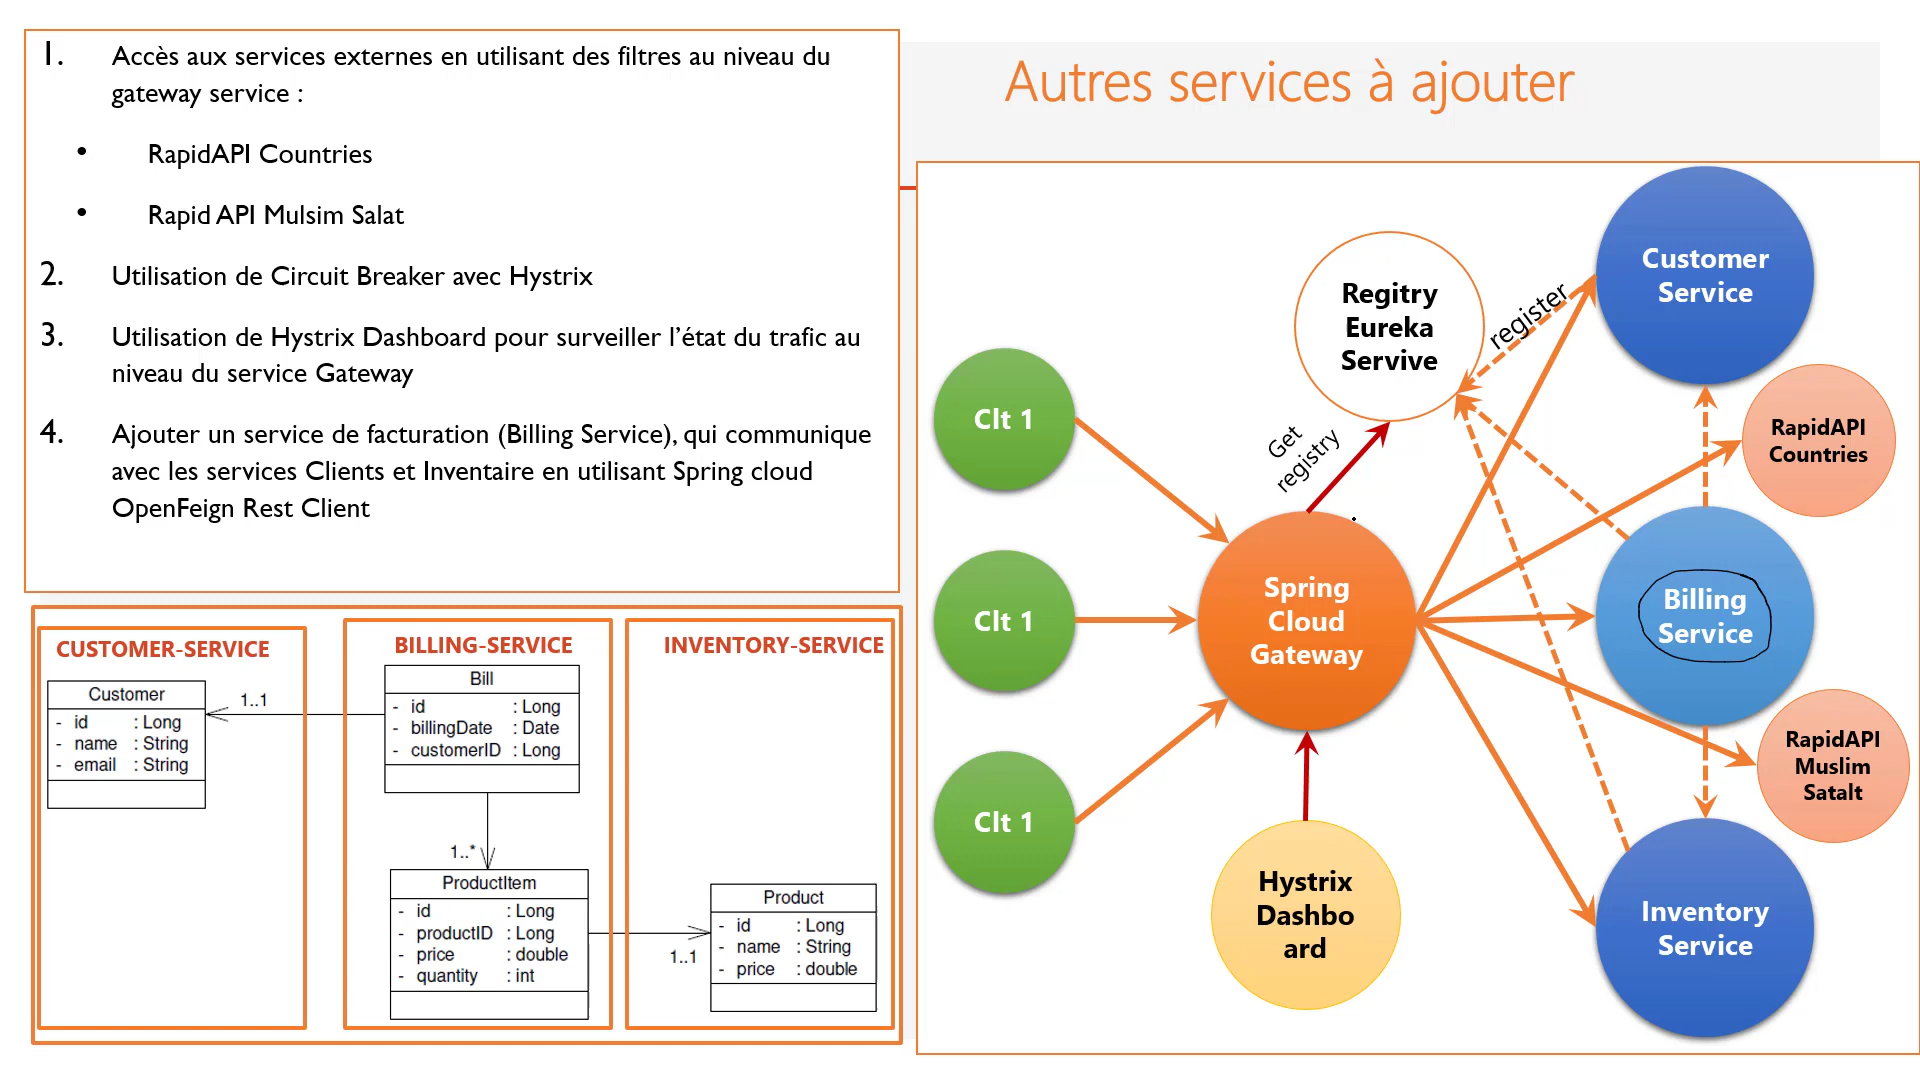 1. Accès aux services externes en utilisant des filtres au niveau du
gateway service :
• RapidAPI Countries
• Rapid API Mulsim Salat
2. Utilisation de Circuit Breaker avec Hystrix
3. Utilisation de Hystrix Dashboard pour surveiller l’état du trafic au
niveau du service Gateway
4. Ajouter un service de facturation (Billing Service), qui communique
avec les services Clients et Inventaire en utilisant Spring cloud
OpenFeign Rest Client
Autres services à ajouter
CUSTOMER-SERVICE
Customer
- id : Long
- name : String
- email : String
1..1
BILLING-SERVICE
Bill
- id : Long
- billingDate : Date
- customerID : Long
1..*
ProductItem
- id : Long
- productID : Long
- price : double
- quantity : int
1..1
INVENTORY-SERVICE
Product
- id : Long
- name : String
- price : double
Clt 1
Clt 1
Clt 1
Regitry
Eureka
Servive
Get
registry
register
Spring
Cloud
Gateway
Hystrix
Dashbo
ard
Customer
Service
RapidAPI
Countries
Billing
Service
RapidAPI
Muslim
Satalt
Inventory
Service